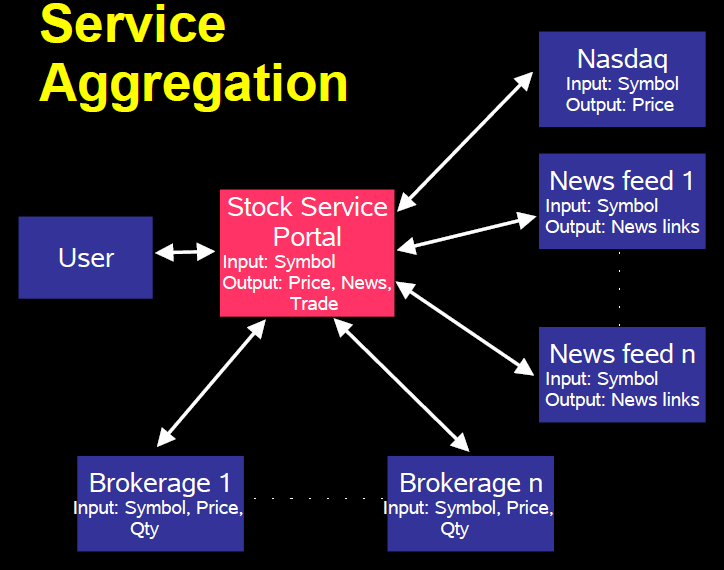 Service
Aggregation
Nasdaq
Input: Symbol
Output: Price
News feed 1
Input: Symbol
Output: News links
Stock Service
Portal
Input: Symbol
Output: Price, News,
Trade
User
News feed n
Input: Symbol
Output: News links
Brokerage 1
Input: Symbol, Price,
Qty
Brokerage n
Input: Symbol, Price,
Qty